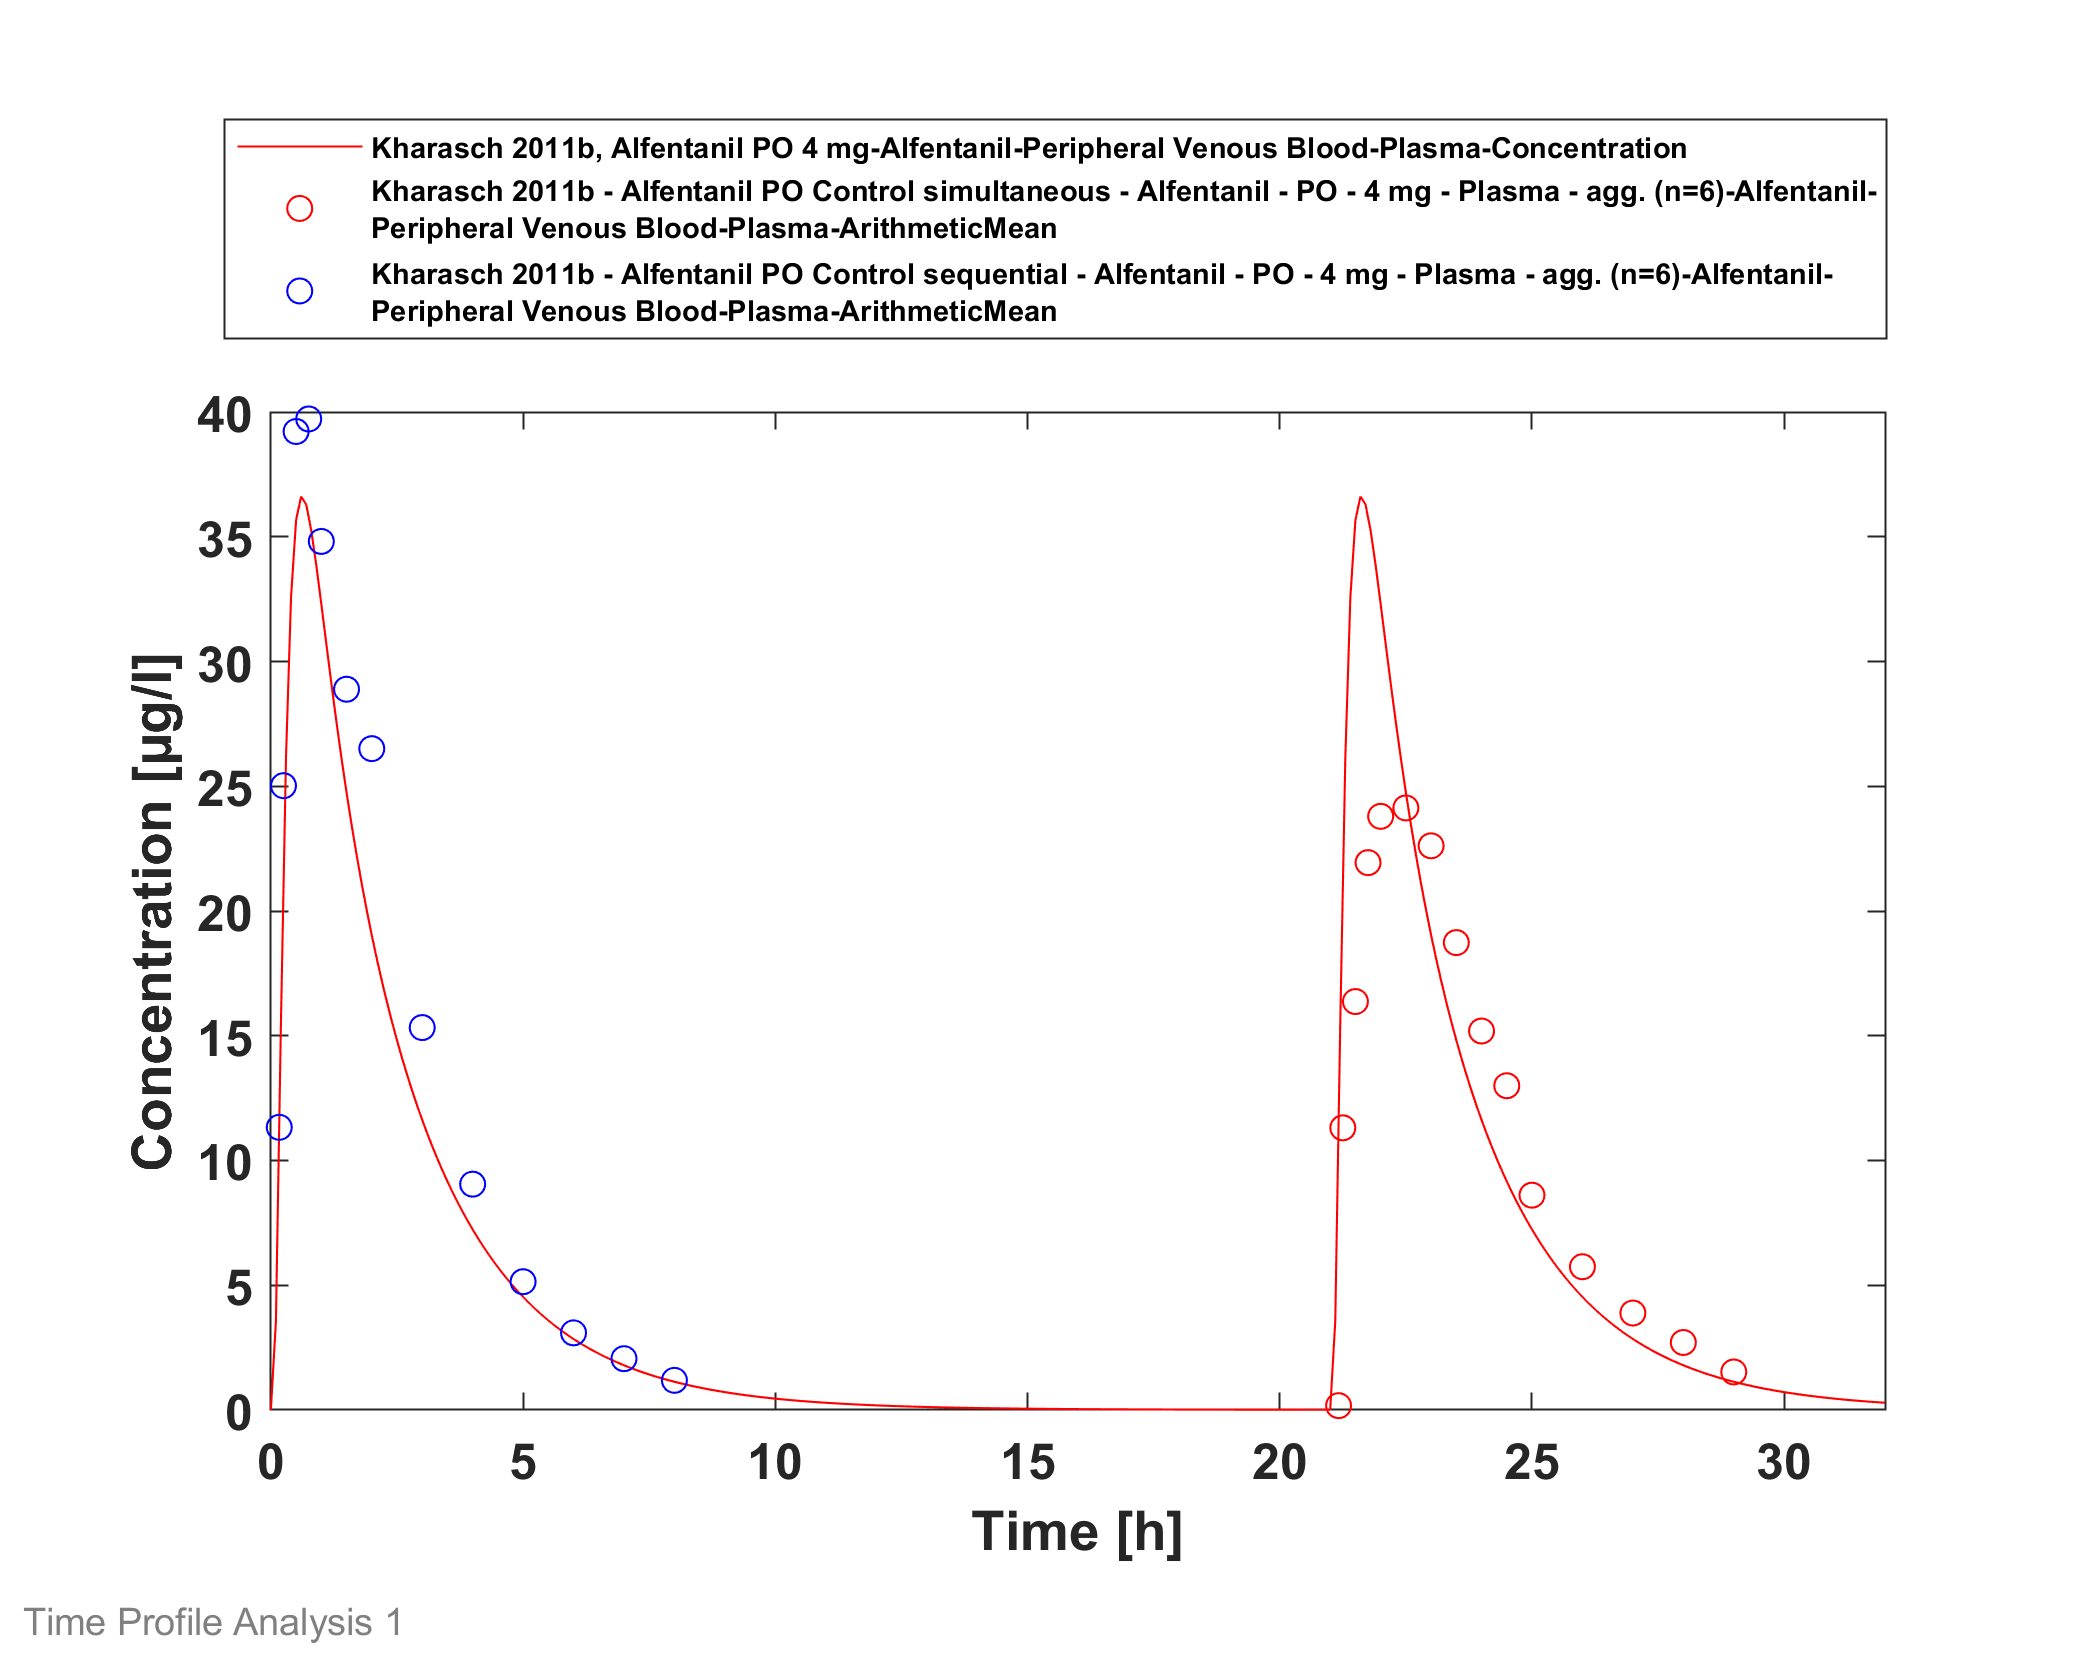 Kharasch 2011b, Alfentanil PO 4 mg-Alfentanil-Peripheral Venous Blood-Plasma-Concentration
Kharasch 2011b - Alfentanil PO Control simultaneous - Alfentanil - PO - 4 mg - Plasma - agg. (n=6)-Alfentanil-
Peripheral Venous Blood-Plasma-ArithmeticMean
Kharasch 2011b - Alfentanil PO Control sequential - Alfentanil - PO - 4 mg - Plasma - agg. (n=6)-Alfentanil-
Peripheral Venous Blood-Plasma-ArithmeticMean
40
35
30
25
20
15
10
5
0
Concentration [µg/l]
0 5 10 15 20 25 30
Time [h]
Time Profile Analysis 1